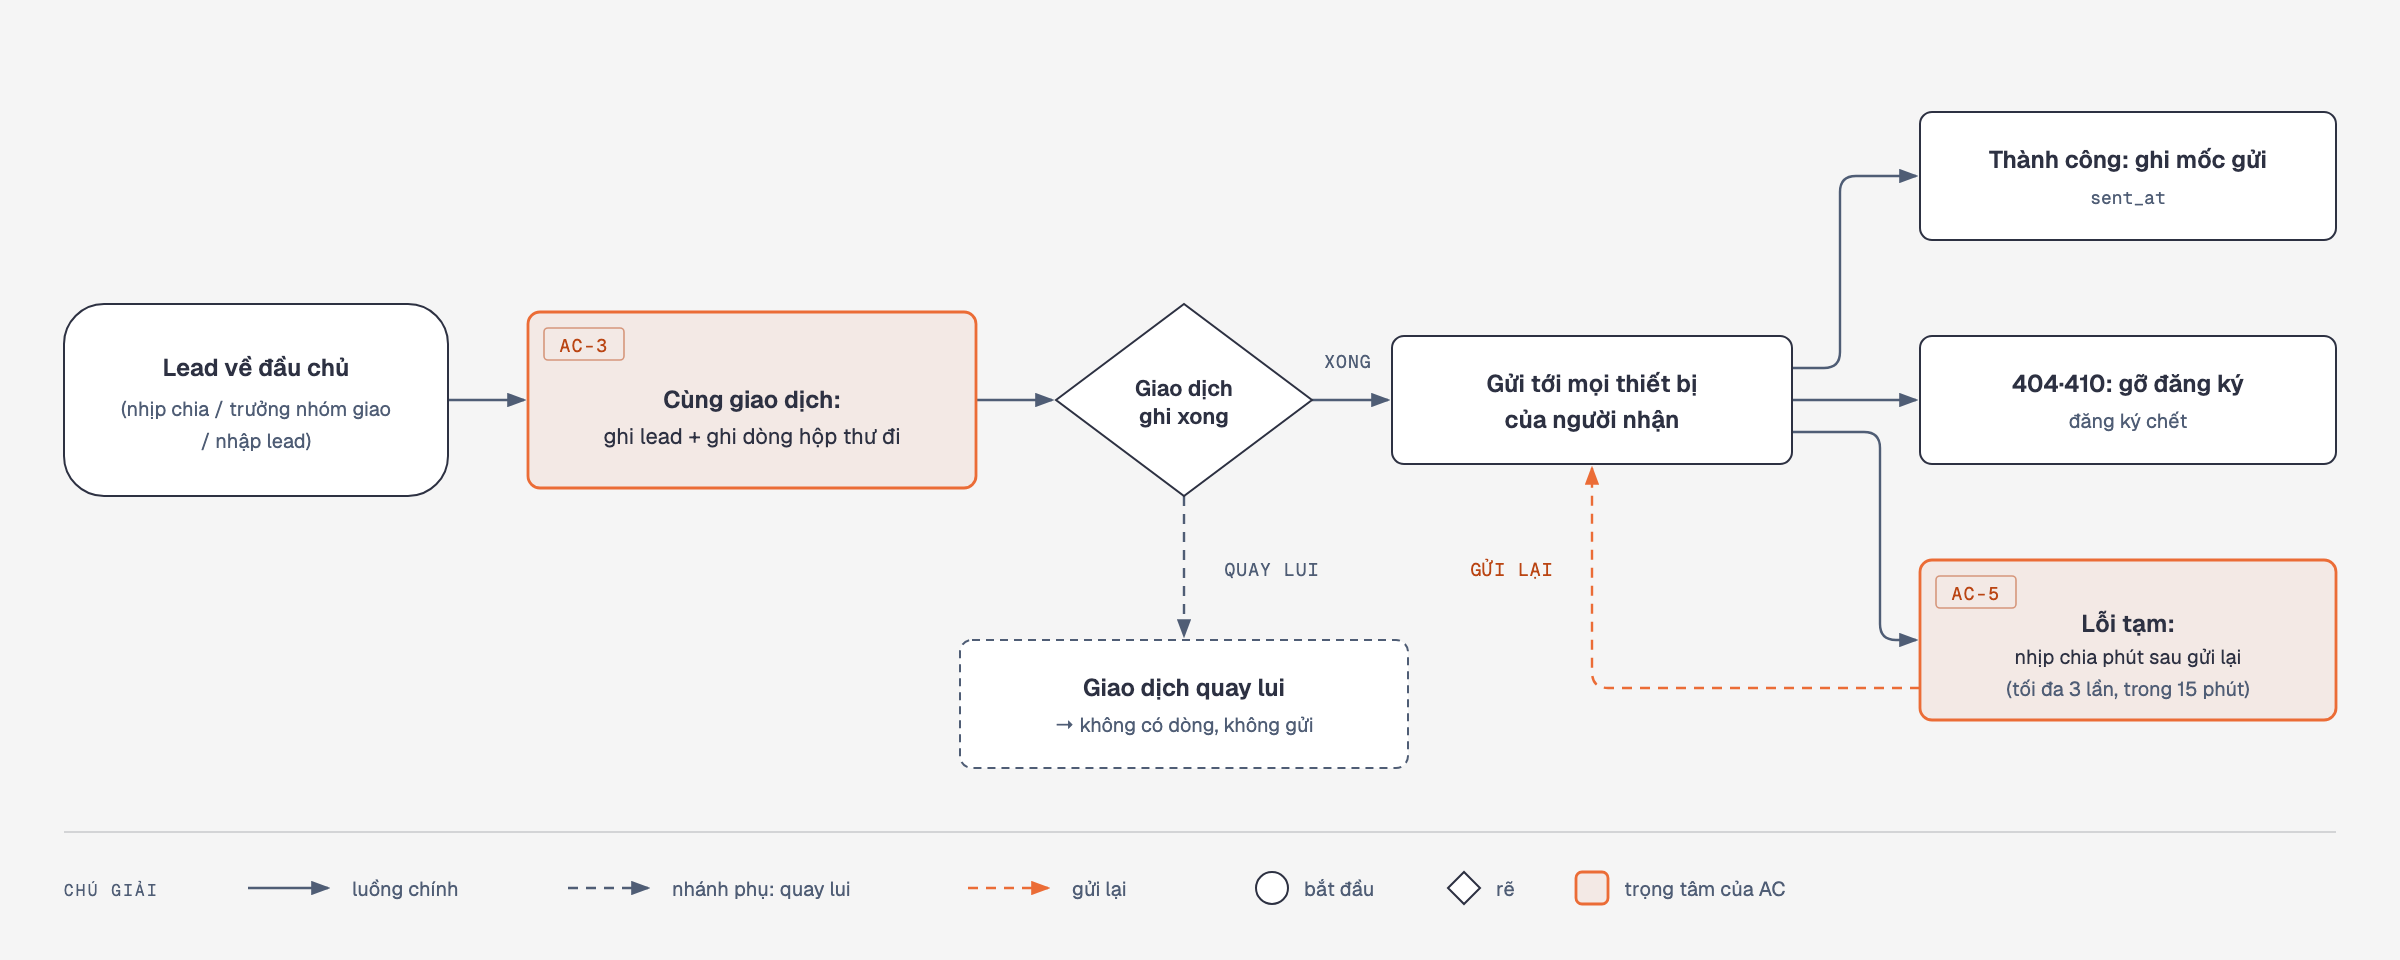 Lead về đầu chủ
(nhịp chia / trưởng nhóm giao
/ nhập lead)
AC-3
Cùng giao dịch:
ghi lead + ghi dòng hộp thư đi
Giao dịch
ghi xong
XONG
Gửi tới mọi thiết bị
của người nhận
Thành công: ghi mốc gửi
sent_at
404·410: gỡ đăng ký
đăng ký chết
QUAY LUI
GỬI LẠI
AC-5
Lỗi tạm:
nhịp chia phút sau gửi lại
(tối đa 3 lần, trong 15 phút)
Giao dịch quay lui
→ không có dòng, không gửi
CHÚ GIẢI
luồng chính
nhánh phụ: quay lui
gửi lại
bắt đầu
rẽ
trọng tâm của AC